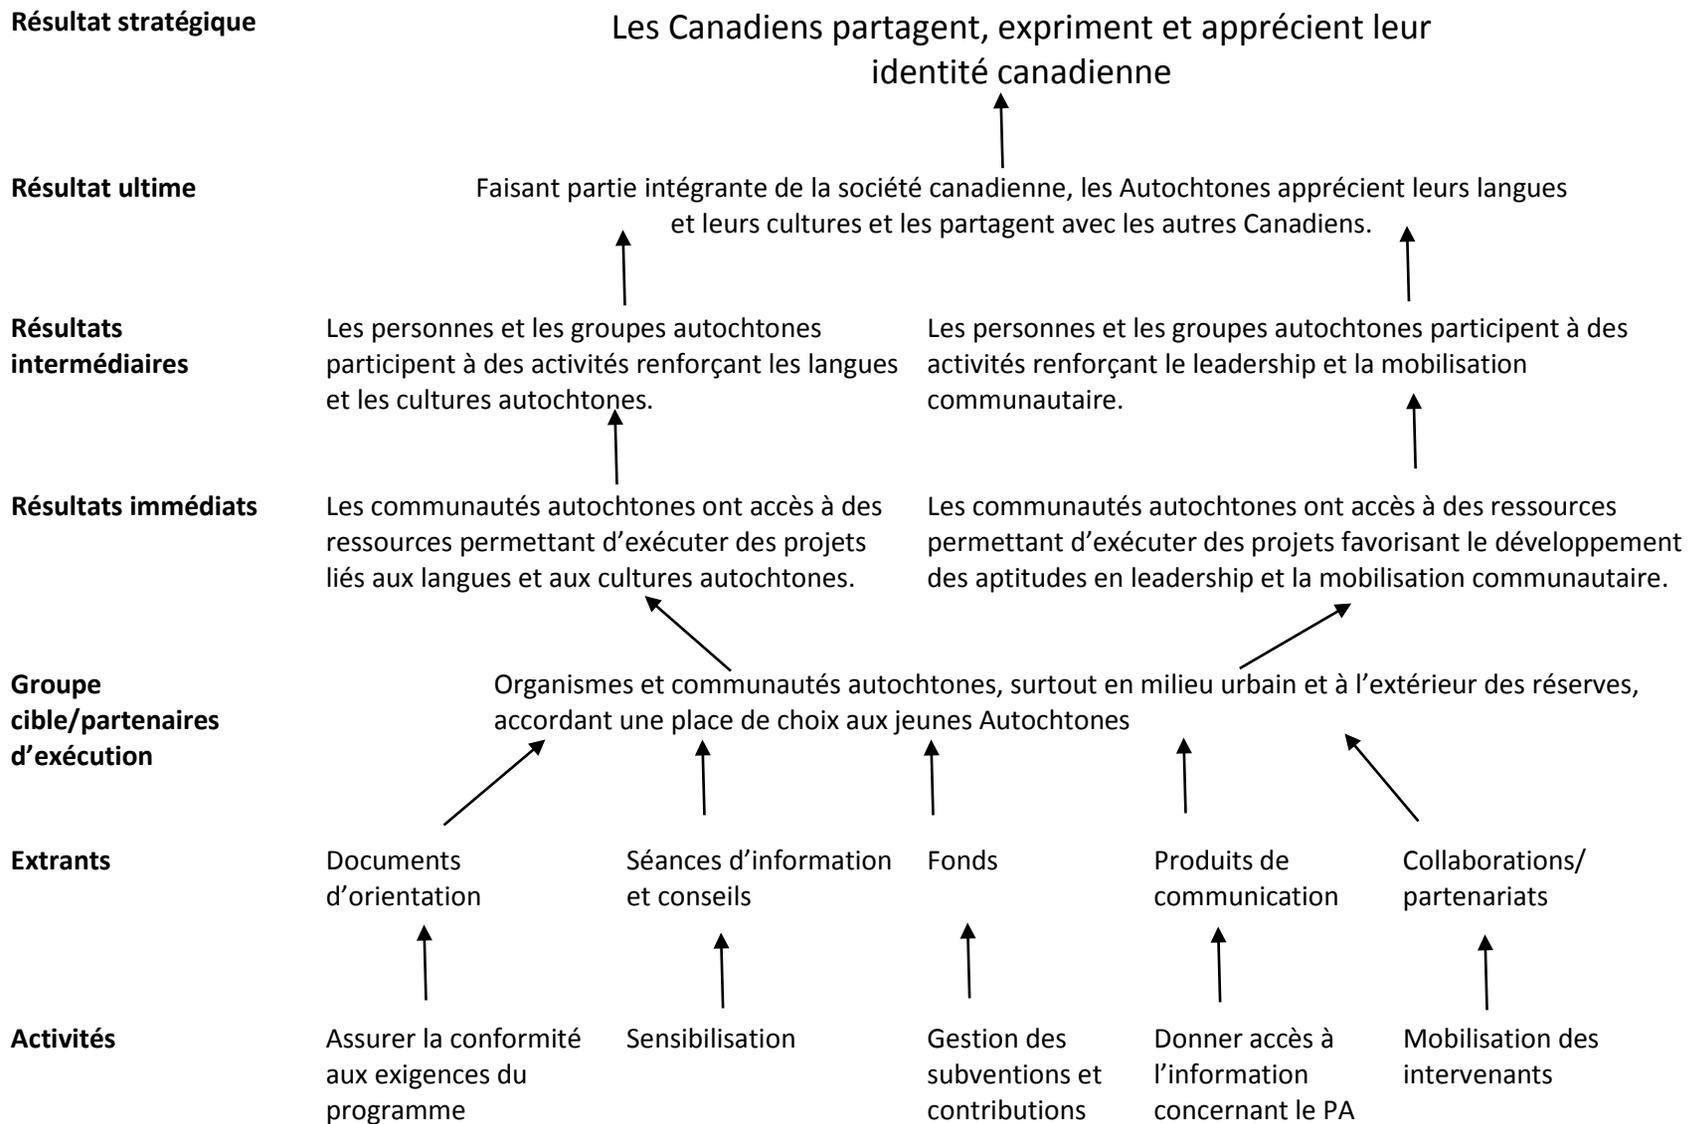 Résultat stratégique
Les Canadiens partagent, expriment et apprécient leur
identité canadienne
Résultat ultime
Faisant partie intégrante de la société canadienne, les Autochtones apprécient leurs langues
et leurs cultures et les partagent avec les autres Canadiens.
Résultats
intermédiaires
Les personnes et les groupes autochtones
participent à des activités renforçant les langues
et les cultures autochtones.
Les personnes et les groupes autochtones participent à des
activités renforçant le leadership et la mobilisation
communautaire.
Résultats immédiats
Les communautés autochtones ont accès à des
ressources permettant d’exécuter des projets
liés aux langues et aux cultures autochtones.
Les communautés autochtones ont accès à des ressources
permettant d’exécuter des projets favorisant le développement
des aptitudes en leadership et la mobilisation communautaire.
Groupe
cible/partenaires
d’exécution
Organismes et communautés autochtones, surtout en milieu urbain et à l’extérieur des réserves,
accordant une place de choix aux jeunes Autochtones
Extrants
Documents
d’orientation
Séances d’information
et conseils
Fonds
Produits de
communication
Collaborations/
partenariats
Activités
Assurer la conformité
aux exigences du
programme
Sensibilisation
Gestion des
subventions et
contributions
Donner accès à
l’information
concernant le PA
Mobilisation des
intervenants